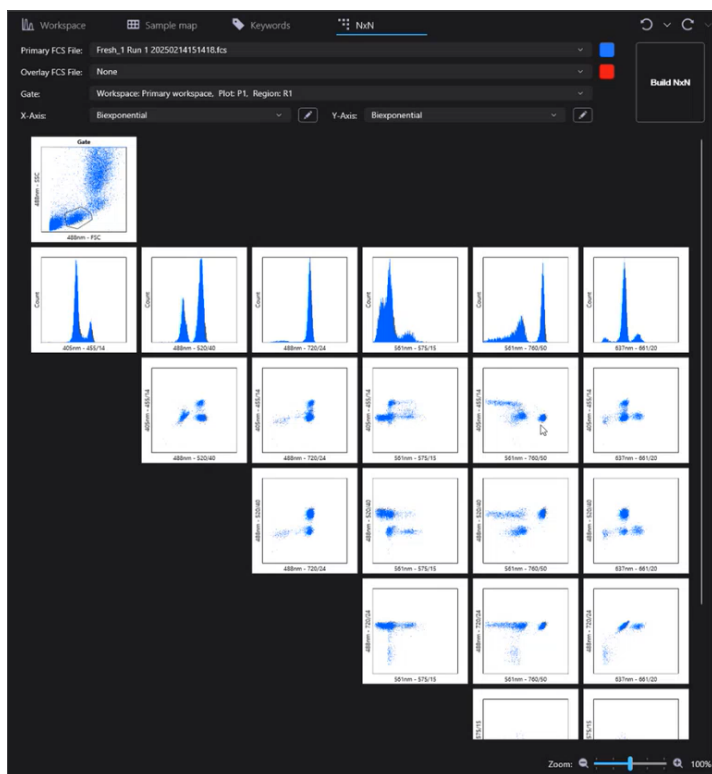 Workspace Sample map Keywords NxN
Primary FCS File: Fresh_1 Run 1 20250214151418.fcs
Overlay FCS File: None
Build NxN
Gate: Workspace: Primary workspace, Plot: P1, Region: R1
X-Axis: Biexponential Y-Axis: Biexponential
Gate
488nm - SSC
488nm - FSC
Count Count Count Count Count Count
405nm - 455/14 488nm - 520/40 488nm - 720/24 561nm - 575/15 561nm - 760/50 637nm - 661/20
405nm - 455/14 405nm - 455/14 405nm - 455/14 405nm - 455/14 405nm - 455/14
488nm - 520/40 488nm - 720/24 561nm - 575/15 561nm - 760/50 637nm - 661/20
488nm - 520/40 488nm - 520/40 488nm - 520/40 488nm - 520/40
488nm - 720/24 561nm - 575/15 561nm - 760/50 637nm - 661/20
488nm - 720/24 488nm - 720/24 488nm - 720/24
561nm - 575/15 561nm - 760/50 637nm - 661/20
575/15 575/15
Zoom: 100%